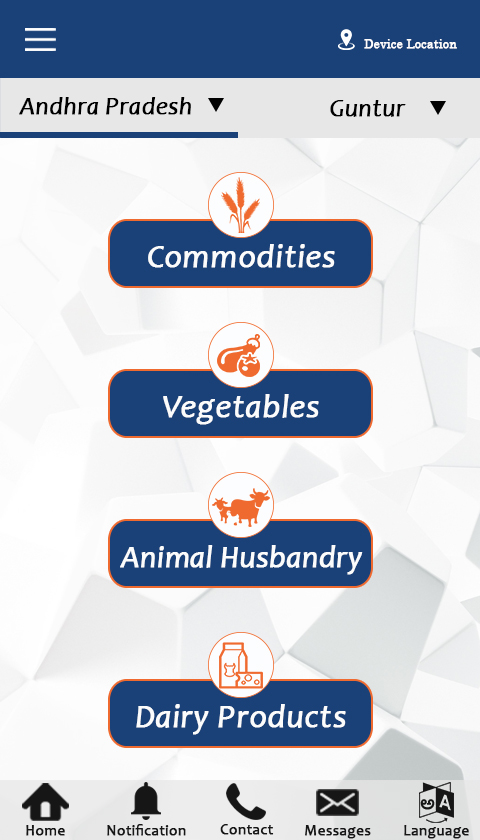 Device Location
Andhra Pradesh
Guntur
Commodities
Vegetables
Animal Husbandry
Dairy Products
Home
Notification
Contact
Messages
Language